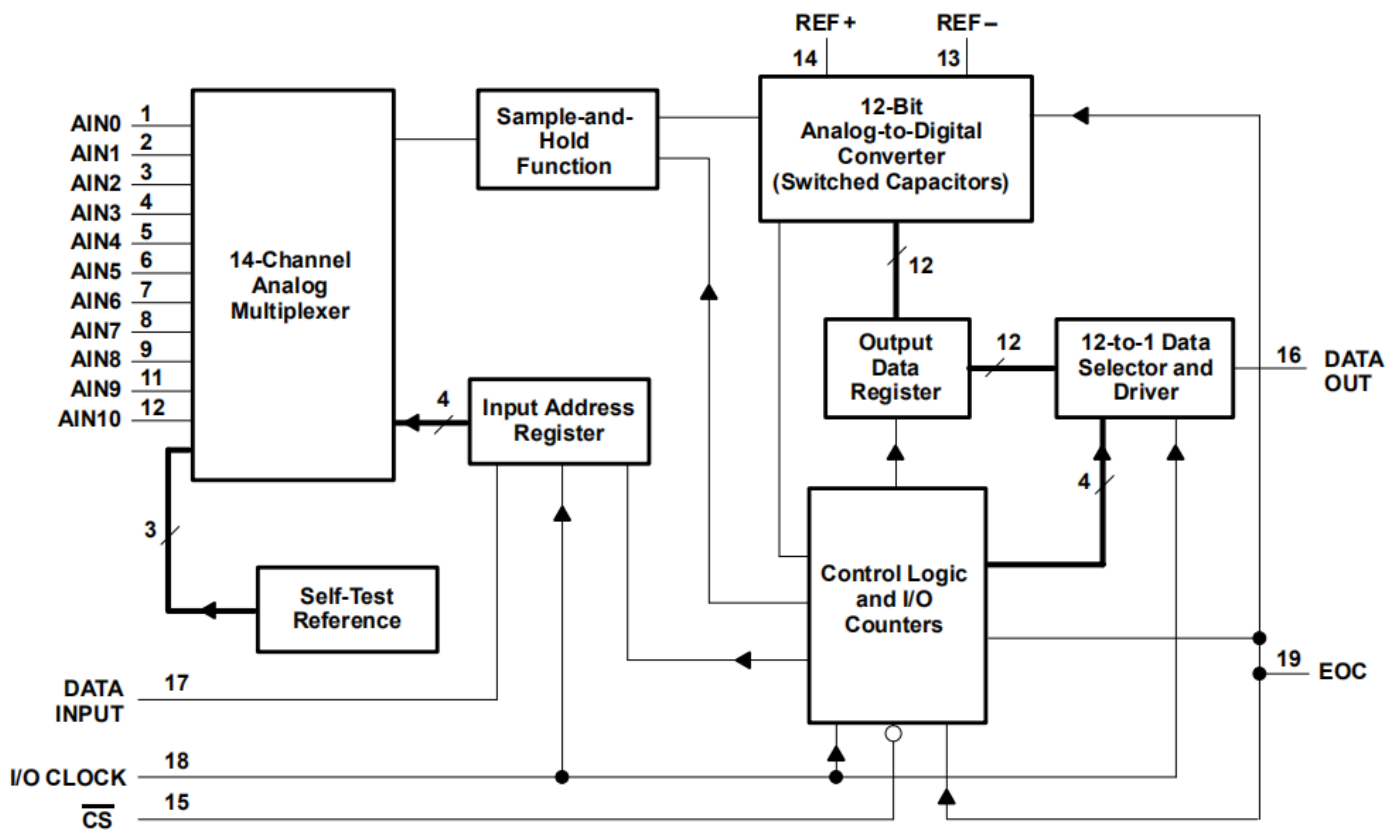 REF+
REF–
14
13
12-Bit
Analog-to-Digital
Converter
(Switched Capacitors)
Sample-and-
Hold
Function
AIN0 1
AIN1 2
AIN2 3
AIN3 4
AIN4 5
AIN5 6
AIN6 7
AIN7 8
AIN8 9
AIN9 11
AIN10 12
14-Channel
Analog
Multiplexer
12
Output
Data
Register
12
12-to-1 Data
Selector and
Driver
16
DATA
OUT
4
Input Address
Register
4
3
Self-Test
Reference
Control Logic
and I/O
Counters
19
EOC
DATA
INPUT
17
I/O CLOCK
18
C̅S̅
15